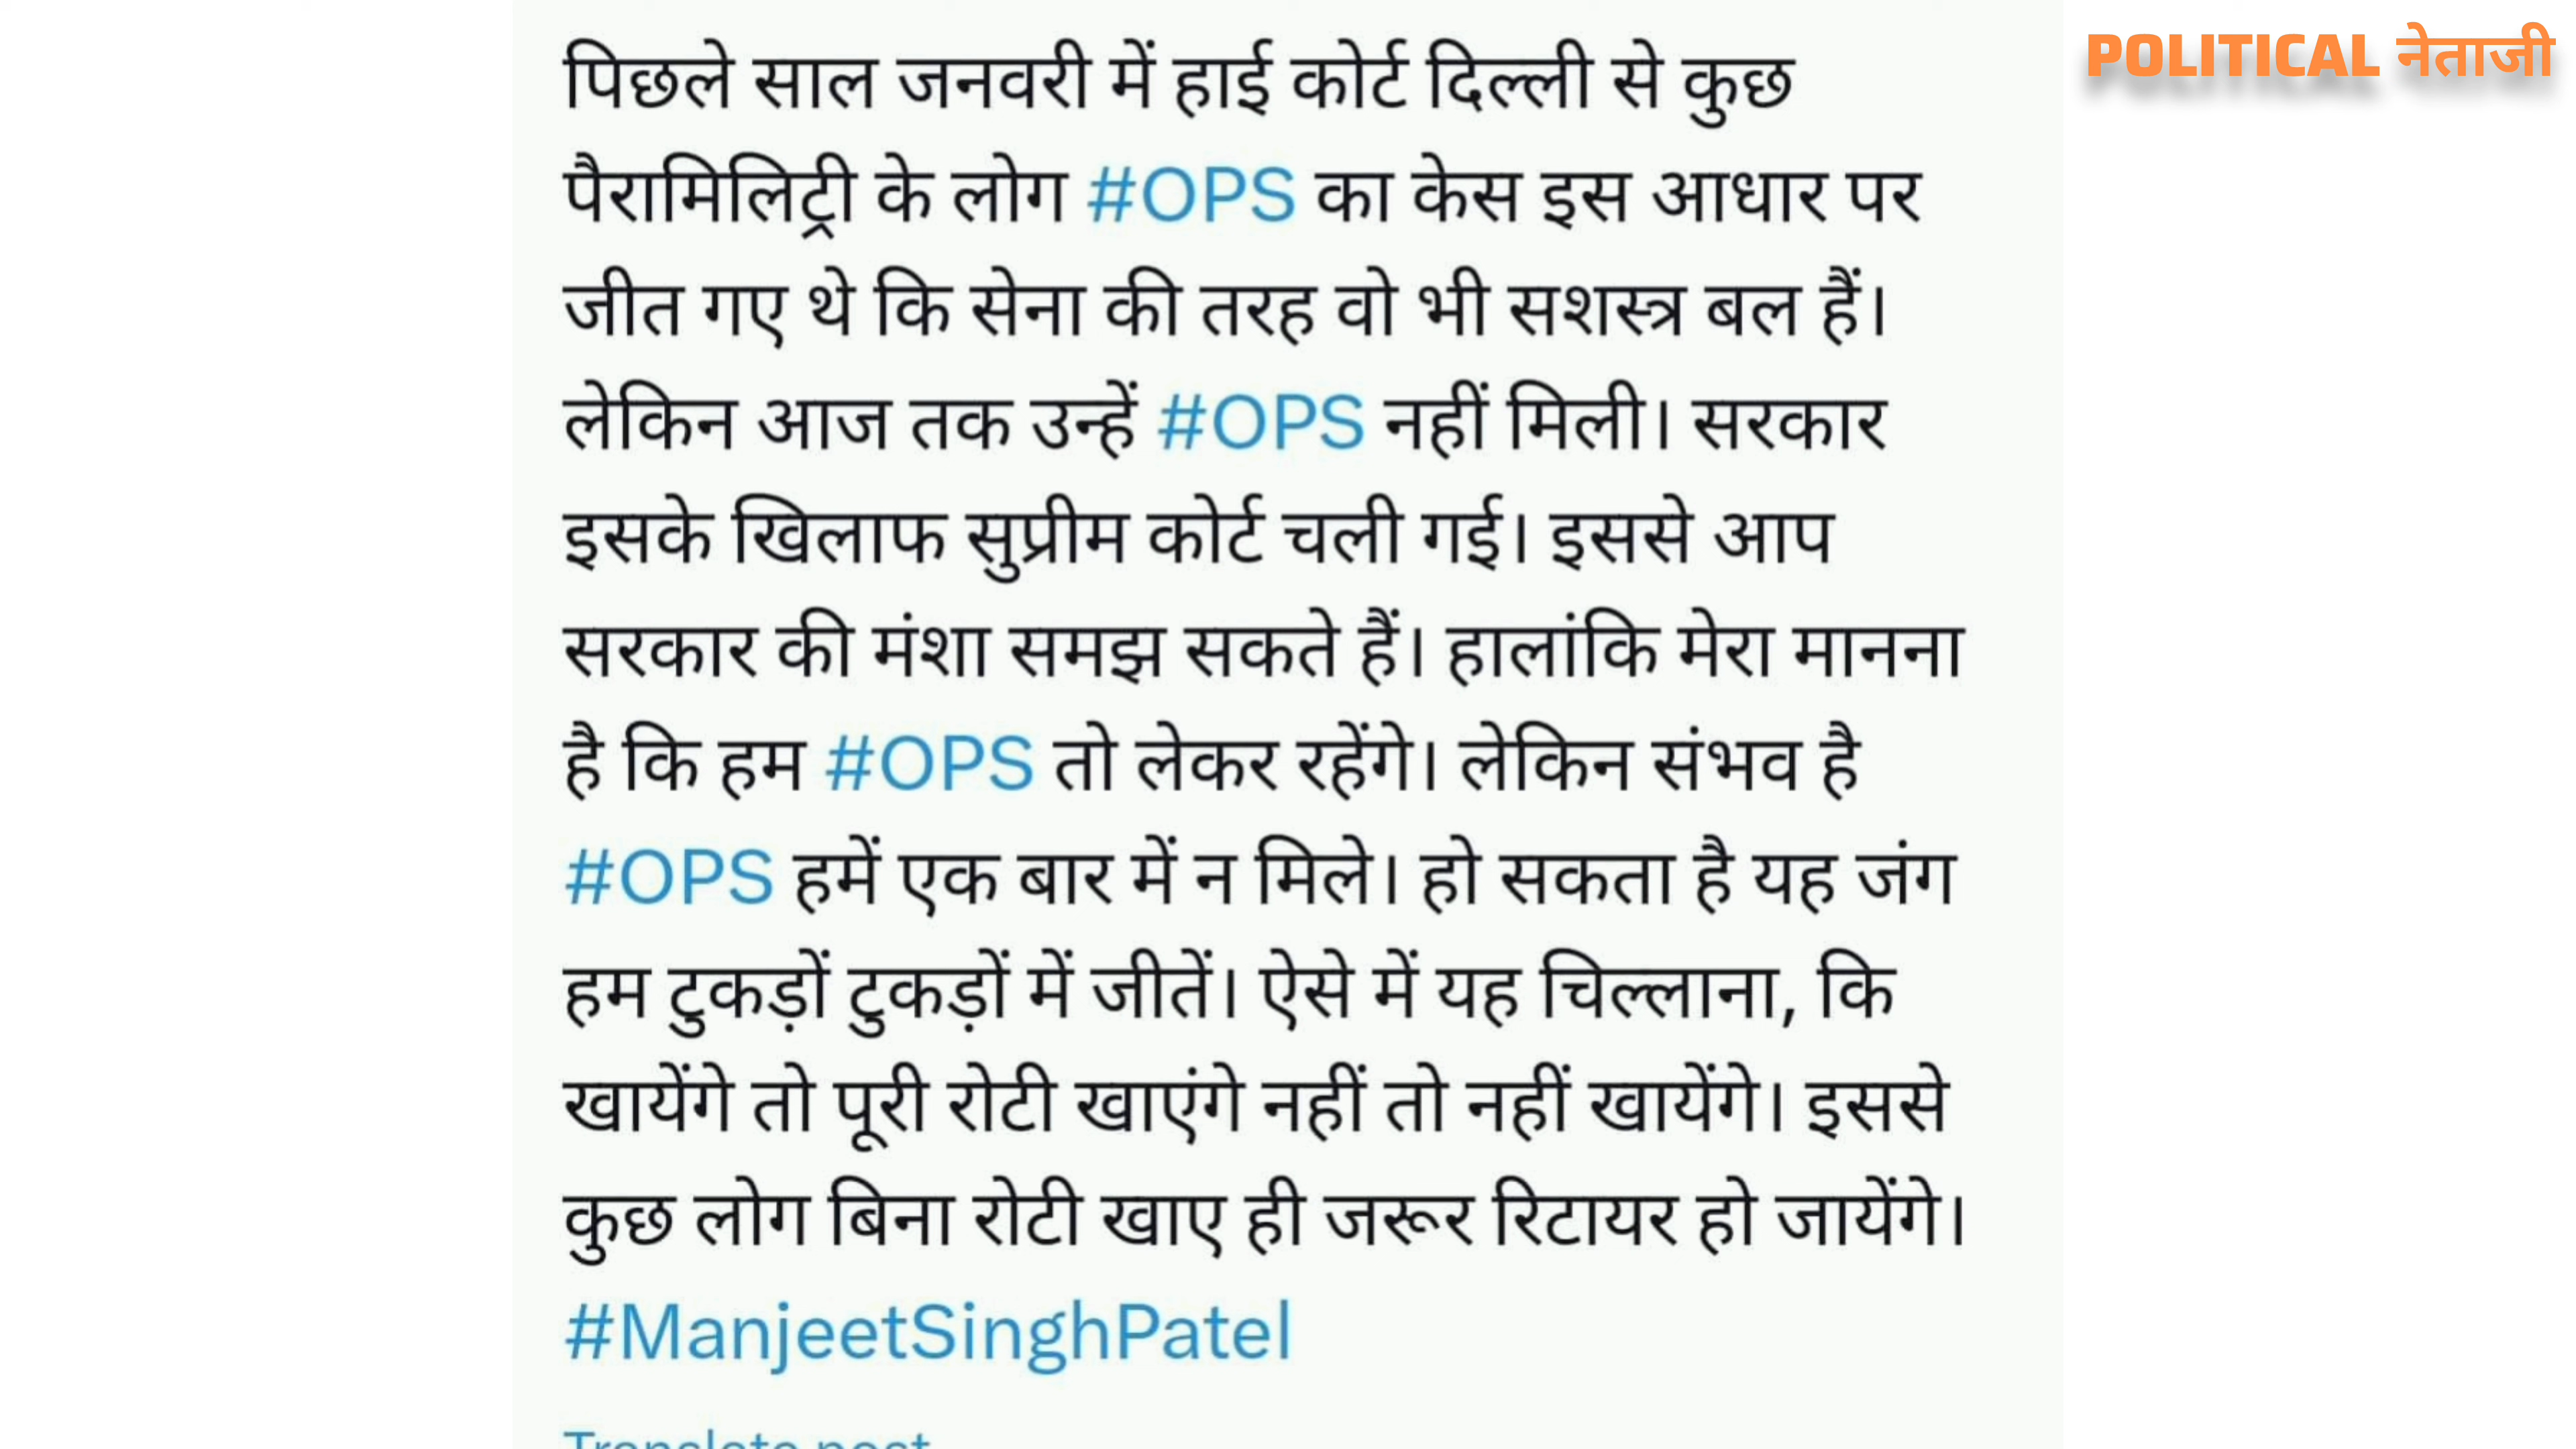 POLITICAL नेताजी
पिछले साल जनवरी में हाई कोर्ट दिल्ली से कुछ
पैरामिलिट्री के लोग #OPS का केस इस आधार पर
जीत गए थे कि सेना की तरह वो भी सशस्त्र बल हैं।
लेकिन आज तक उन्हें #OPS नहीं मिली। सरकार
इसके खिलाफ सुप्रीम कोर्ट चली गई। इससे आप
सरकार की मंशा समझ सकते हैं। हालांकि मेरा मानना
है कि हम #OPS तो लेकर रहेंगे। लेकिन संभव है
#OPS हमें एक बार में न मिले। हो सकता है यह जंग
हम टुकड़ों टुकड़ों में जीतें। ऐसे में यह चिल्लाना, कि
खायेंगे तो पूरी रोटी खाएंगे नहीं तो नहीं खायेंगे। इससे
कुछ लोग बिना रोटी खाए ही जरूर रिटायर हो जायेंगे।
#ManjeetSinghPatel
Translate post